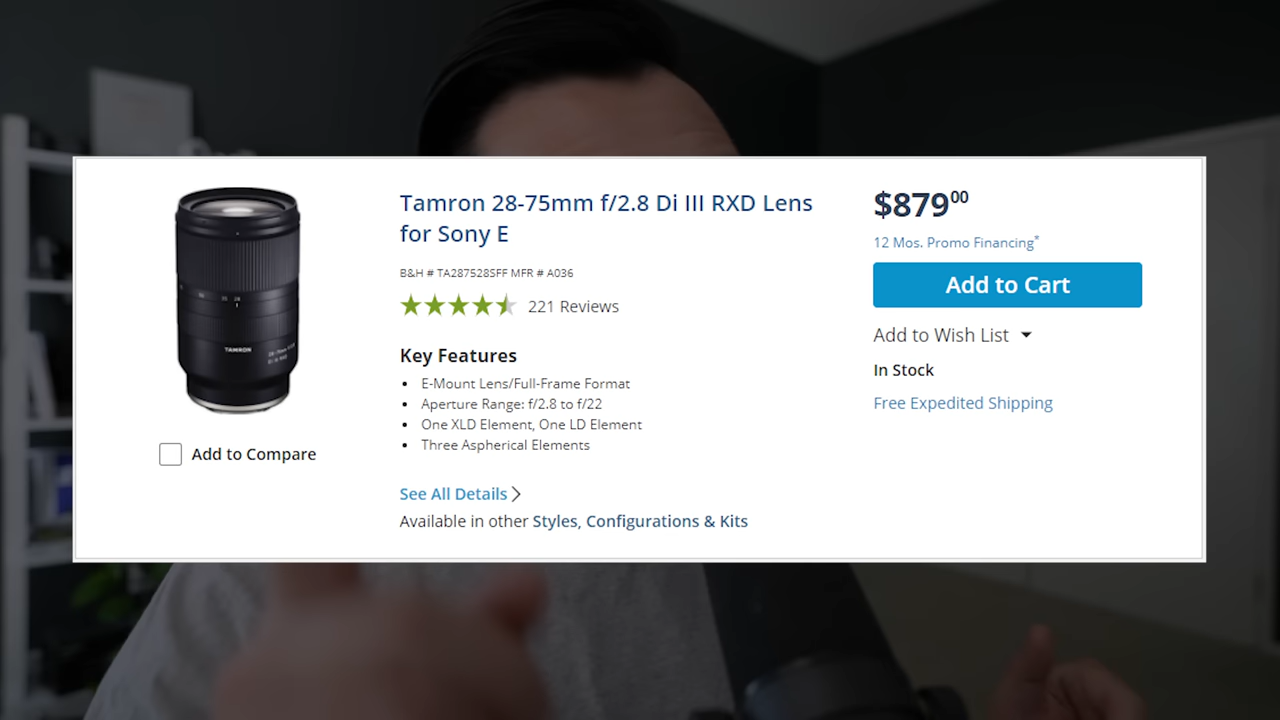 Tamron 28-75mm f/2.8 Di III RXD Lens
for Sony E
B&H # TA287528SFF MFR # A036
221 Reviews
Key Features
E-Mount Lens/Full-Frame Format
Aperture Range: f/2.8 to f/22
One XLD Element, One LD Element
Three Aspherical Elements
See All Details
Available in other Styles, Configurations & Kits
TAMRON
Add to Compare
$879.00
12 Mos. Promo Financing*
Add to Cart
Add to Wish List
In Stock
Free Expedited Shipping